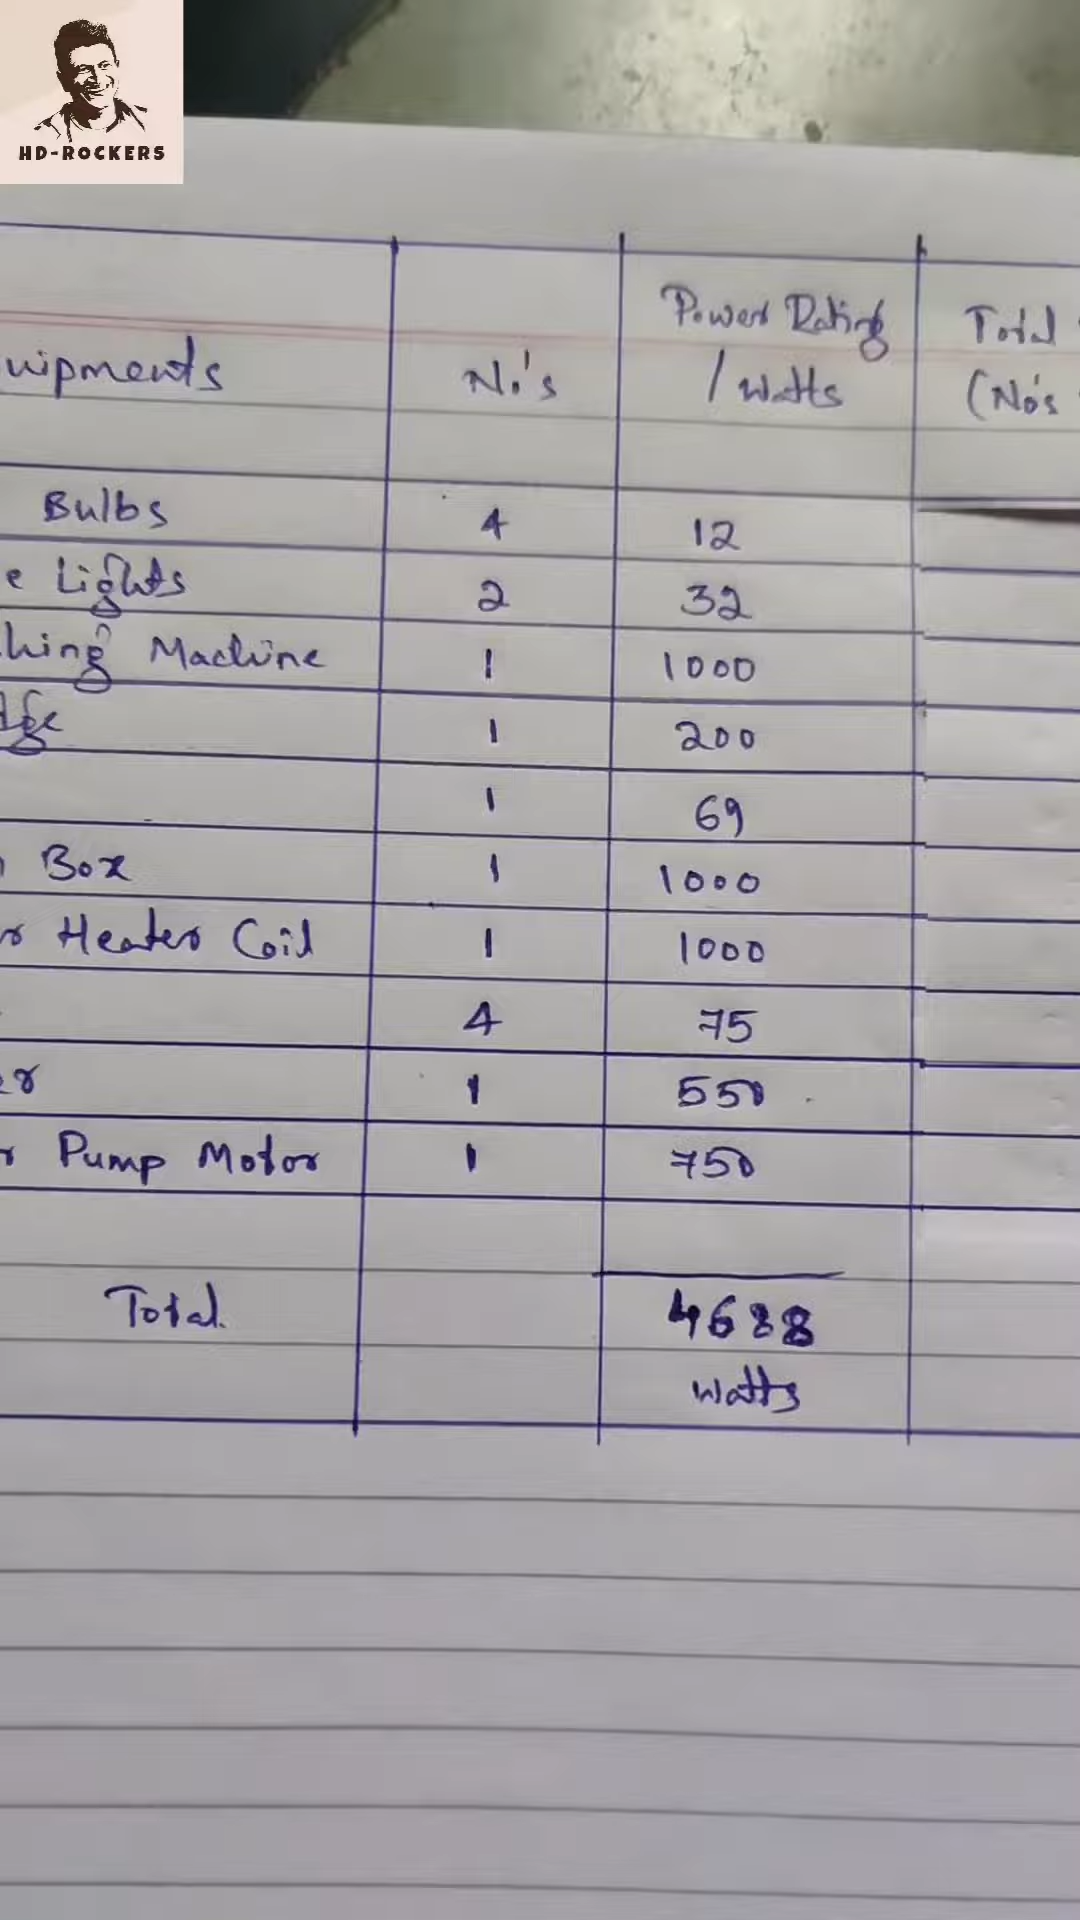 HD-ROCKERS
uipments No's Power Rating / Watts Total (No's
Bulbs 4 12
e Lights 2 32
hing Machine 1 1000
dge 1 200
1 69
n Box 1 1000
r Heater Coil 1 1000
4 75
er 1 550
r Pump Motor 1 750
Total. 4688
Watts